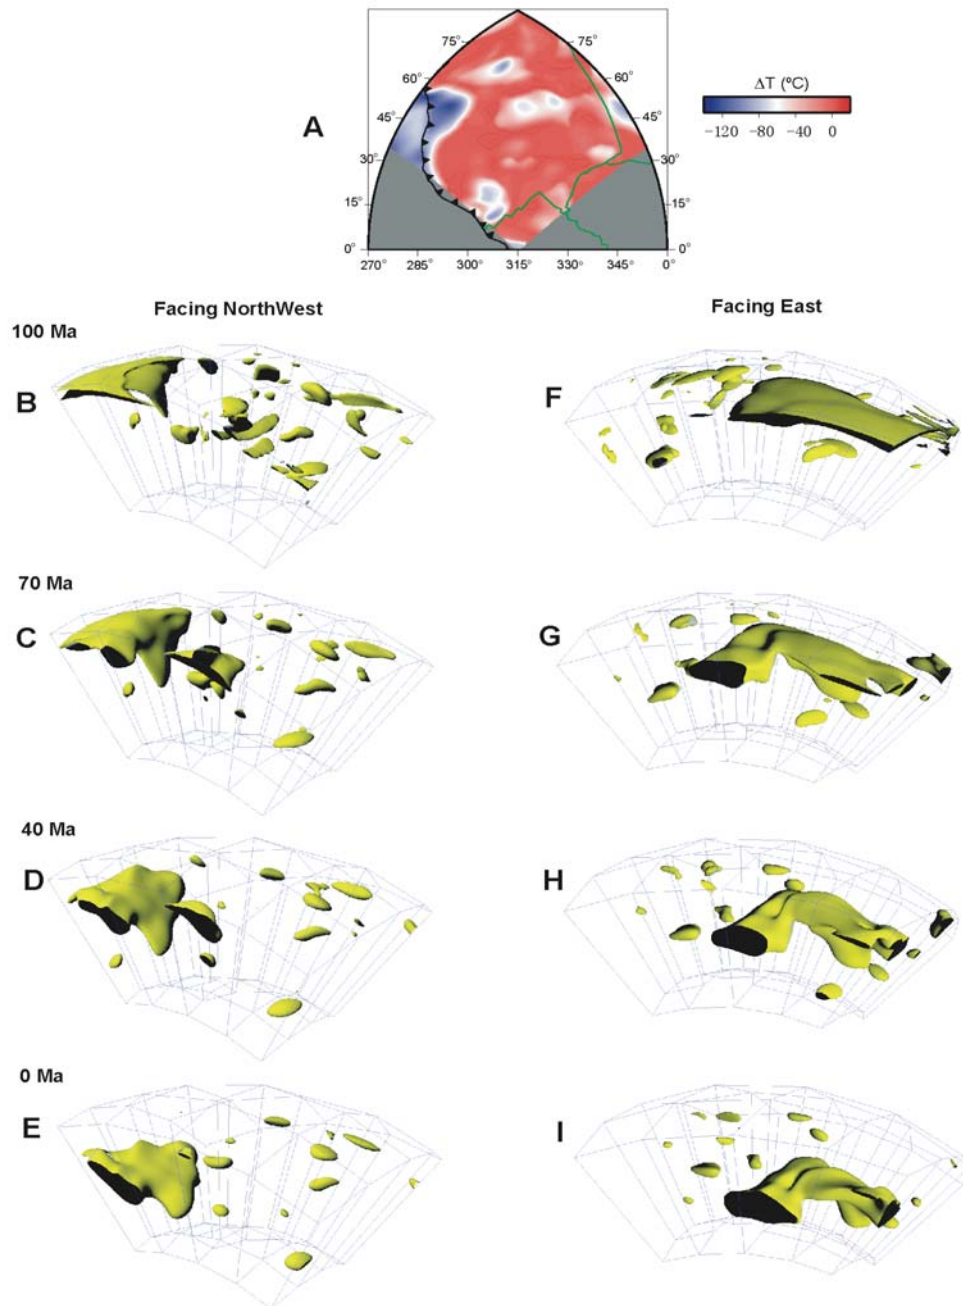 A
75°
75°
60°
60°
45°
45°
30°
30°
15°
15°
0°
0°
270° 285° 300° 315° 330° 345° 0°
ΔT (°C)
−120 −80 −40 0
Facing NorthWest
Facing East
100 Ma
B
F
70 Ma
C
G
40 Ma
D
H
0 Ma
E
I